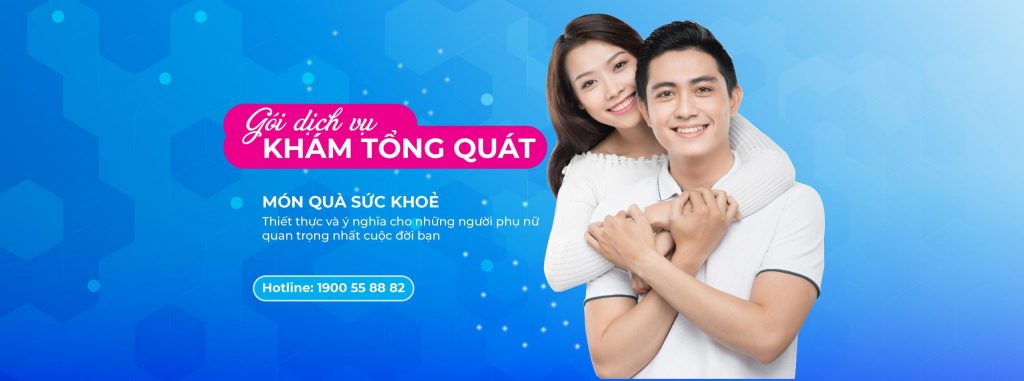 Gói dịch vụ
KHÁM TỔNG QUÁT
MÓN QUÀ SỨC KHOẺ
Thiết thực và ý nghĩa cho những người phụ nữ
quan trọng nhất cuộc đời bạn
Hotline: 1900 55 88 82